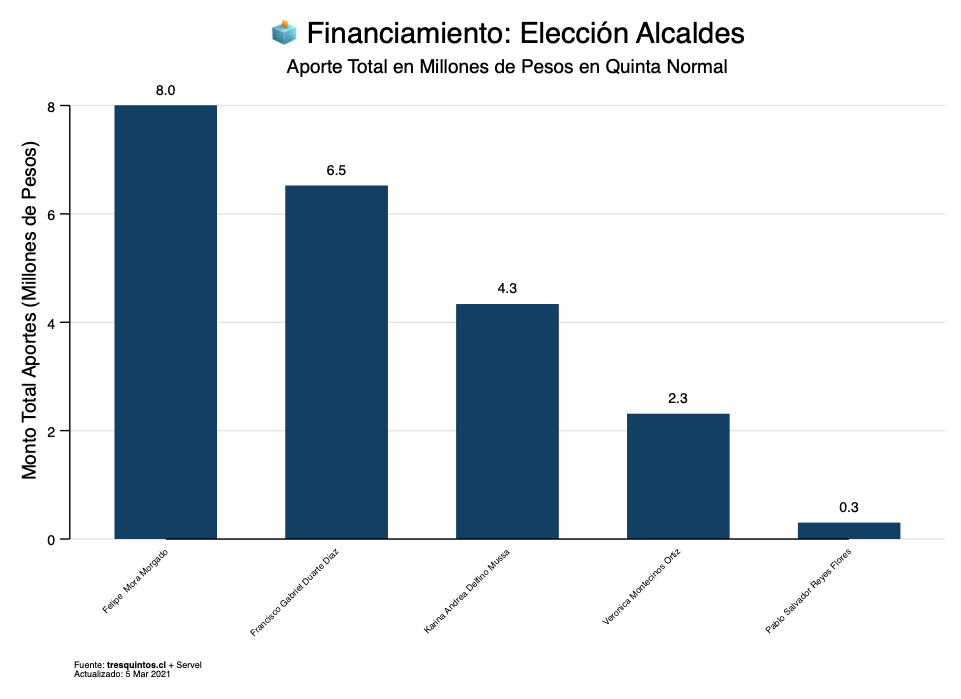 Financiamiento: Elección Alcaldes
Aporte Total en Millones de Pesos en Quinta Normal
Monto Total Aportes (Millones de Pesos)
8
6
4
2
0
8.0
6.5
4.3
2.3
0.3
Felipe Mora Morgado
Francisco Gabriel Duarte Diaz
Karina Andrea Delfino Mussa
Veronica Montecinos Ortiz
Pablo Salvador Reyes Flores
Fuente: tresquintos.cl + Servel
Actualizado: 5 Mar 2021